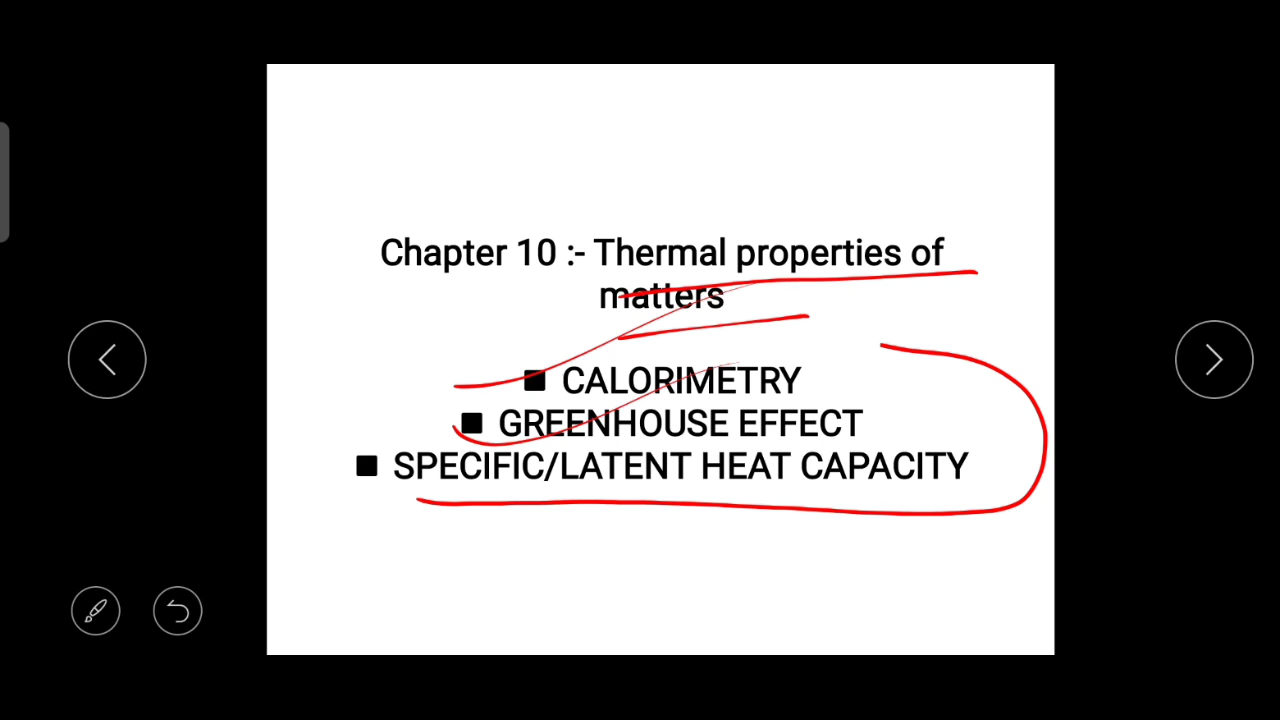 Chapter 10 :- Thermal properties of
matters
■ CALORIMETRY
■ GREENHOUSE EFFECT
■ SPECIFIC/LATENT HEAT CAPACITY